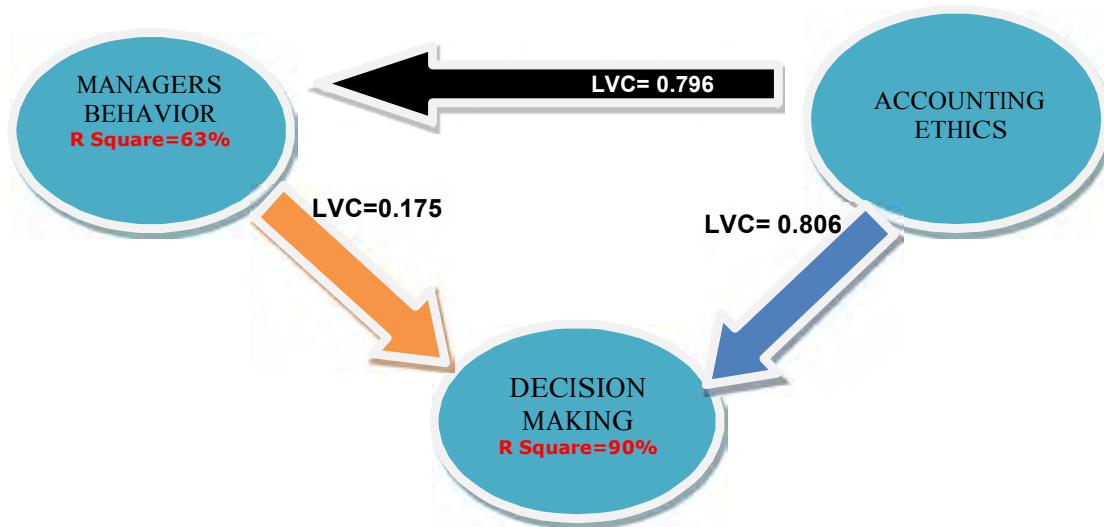 MANAGERS
BEHAVIOR
R Square=63%
LVC= 0.796
ACCOUNTING
ETHICS
LVC=0.175
LVC= 0.806
DECISION
MAKING
R Square=90%